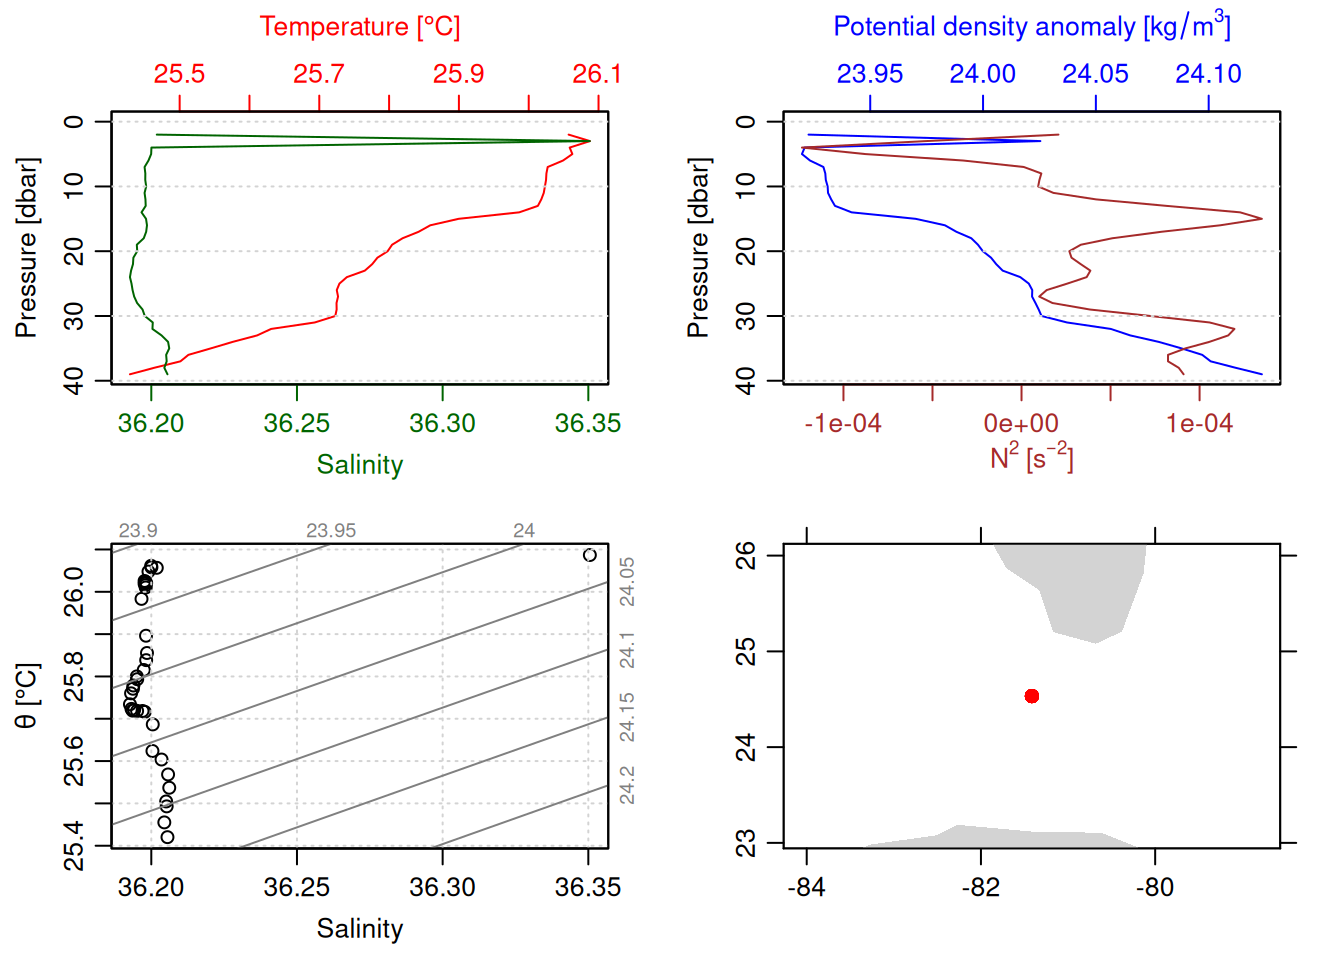 Temperature [°C]
25.5 25.7 25.9 26.1
Pressure [dbar]
0
10
20
30
40
36.20 36.25 36.30 36.35
Salinity
Potential density anomaly [kg/m³]
23.95 24.00 24.05 24.10
Pressure [dbar]
0
10
20
30
40
-1e-04 0e+00 1e-04
N² [s⁻²]
23.9 23.95 24
24.05
24.1
24.15
24.2
θ [°C]
26.0
25.8
25.6
25.4
36.20 36.25 36.30 36.35
Salinity
26
25
24
23
-84 -82 -80